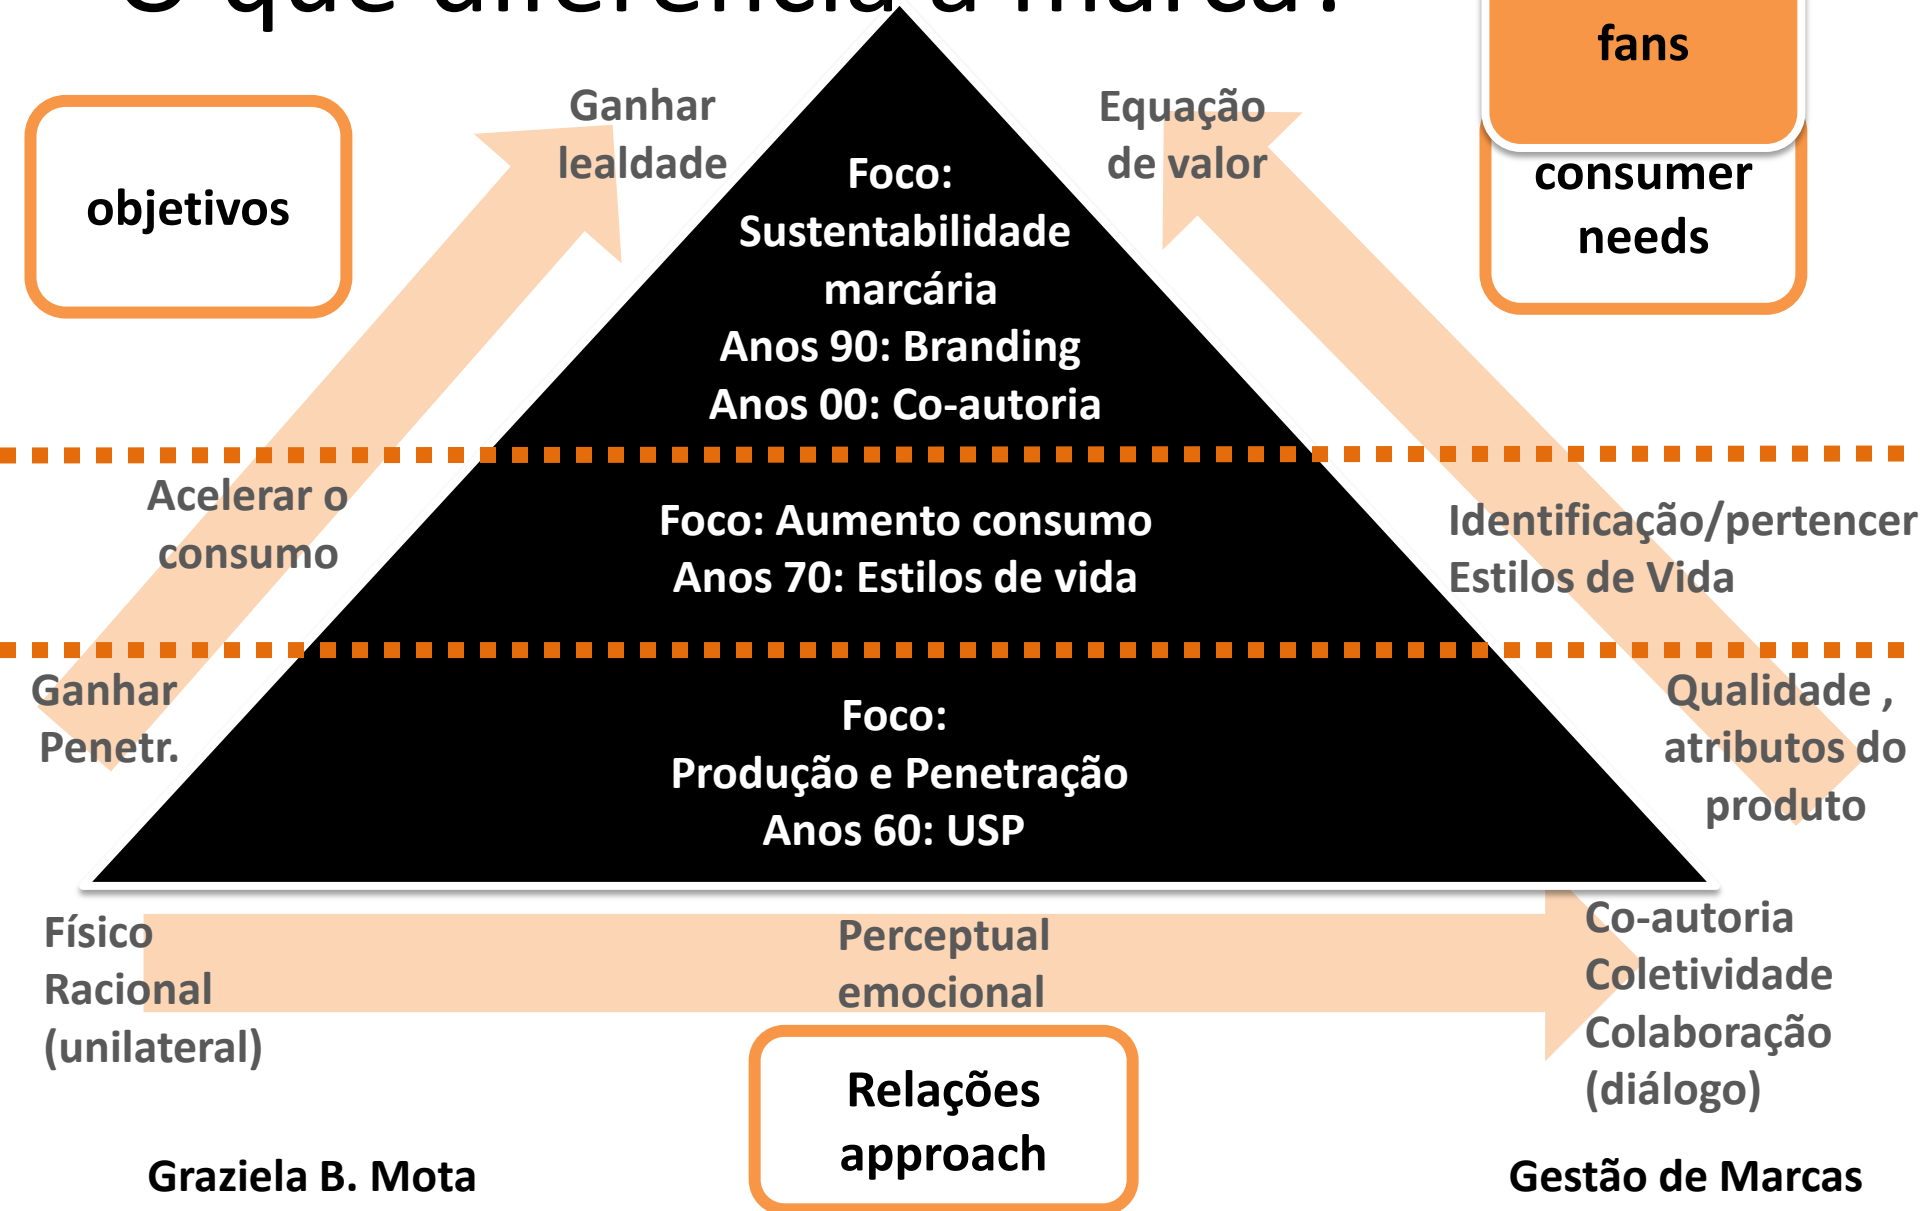 O que diferencia a marca?
fans
consumer
needs
objetivos
Ganhar
lealdade
Equação
de valor
Foco:
Sustentabilidade
marcária
Anos 90: Branding
Anos 00: Co-autoria
Acelerar o
consumo
Foco: Aumento consumo
Anos 70: Estilos de vida
Identificação/pertencer
Estilos de Vida
Ganhar
Penetr.
Foco:
Produção e Penetração
Anos 60: USP
Qualidade ,
atributos do
produto
Físico
Racional
(unilateral)
Perceptual
emocional
Co-autoria
Coletividade
Colaboração
(diálogo)
Relações
approach
Graziela B. Mota
Gestão de Marcas